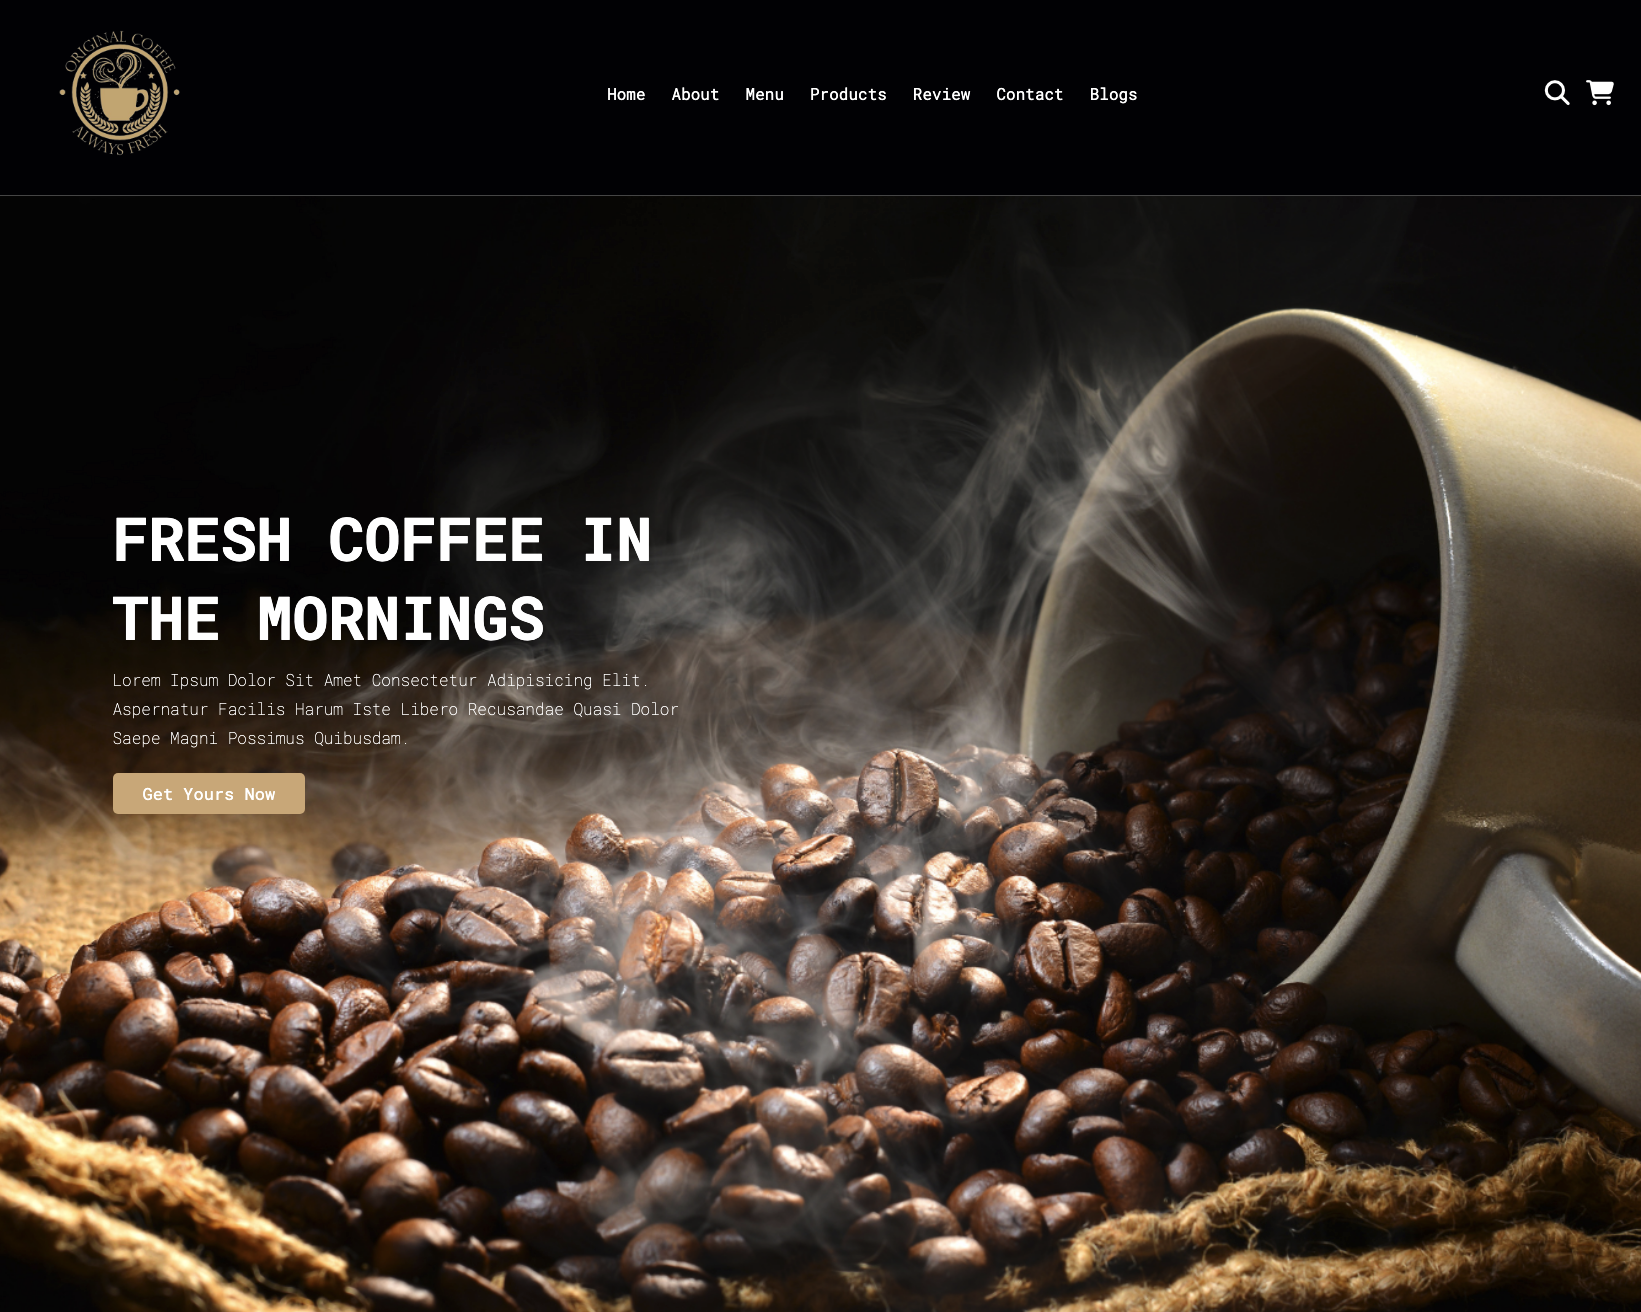 ORIGINAL COFFEE
ALWAYS FRESH
Home About Menu Products Review Contact Blogs
FRESH COFFEE IN
THE MORNINGS
Lorem Ipsum Dolor Sit Amet Consectetur Adipisicing Elit.
Aspernatur Facilis Harum Iste Libero Recusandae Quasi Dolor
Saepe Magni Possimus Quibusdam.
Get Yours Now